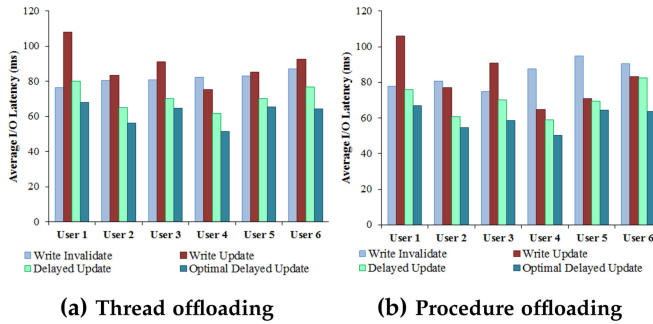 120
100
80
60
40
20
0
Average I/O Latency (ms)
User 1 User 2 User 3 User 4 User 5 User 6
Write Invalidate Write Update
Delayed Update Optimal Delayed Update
(a) Thread offloading
120
100
80
60
40
20
0
Average I/O Latency (ms)
User 1 User 2 User 3 User 4 User 5 User 6
Write Invalidate Write Update
Delayed Update Optimal Delayed Update
(b) Procedure offloading